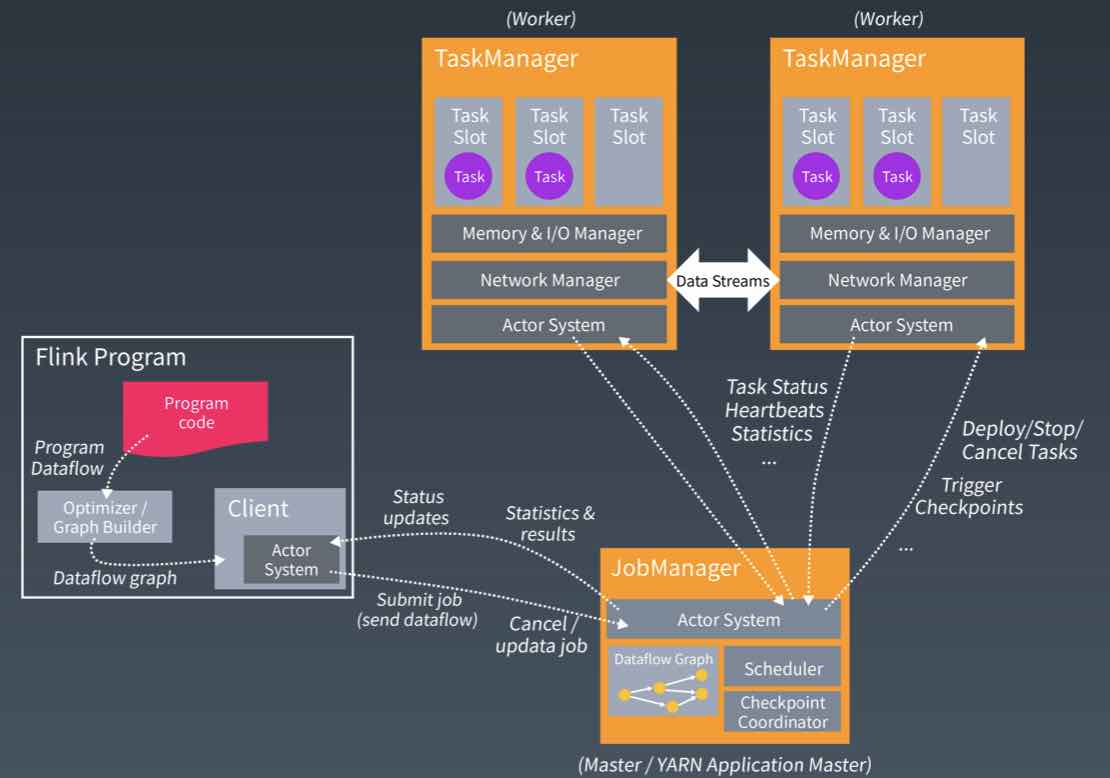 (Worker)
(Worker)
TaskManager
Task
Slot
Task
Task
Slot
Task
Task
Slot
Memory & I/O Manager
Network Manager
Actor System
TaskManager
Task
Slot
Task
Task
Slot
Task
Task
Slot
Memory & I/O Manager
Network Manager
Actor System
Data Streams
Flink Program
Program
code
Program
Dataflow
Optimizer /
Graph Builder
Dataflow graph
Client
Actor
System
Status
updates
Statistics &
results
Submit job
(send dataflow)
Cancel /
updata job
Task Status
Heartbeats
Statistics
...
Deploy/Stop/
Cancel Tasks
Trigger
Checkpoints
...
JobManager
Actor System
Dataflow Graph
Scheduler
Checkpoint
Coordinator
(Master / YARN Application Master)